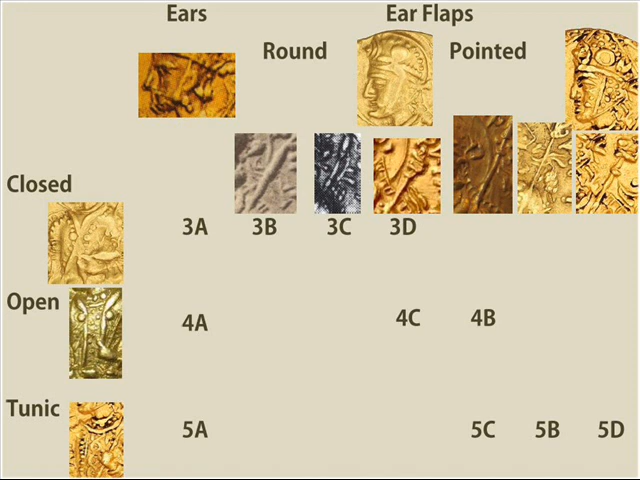 Ears Ear Flaps
Round Pointed
Closed
3A 3B 3C 3D
Open
4A 4C 4B
Tunic
5A 5C 5B 5D